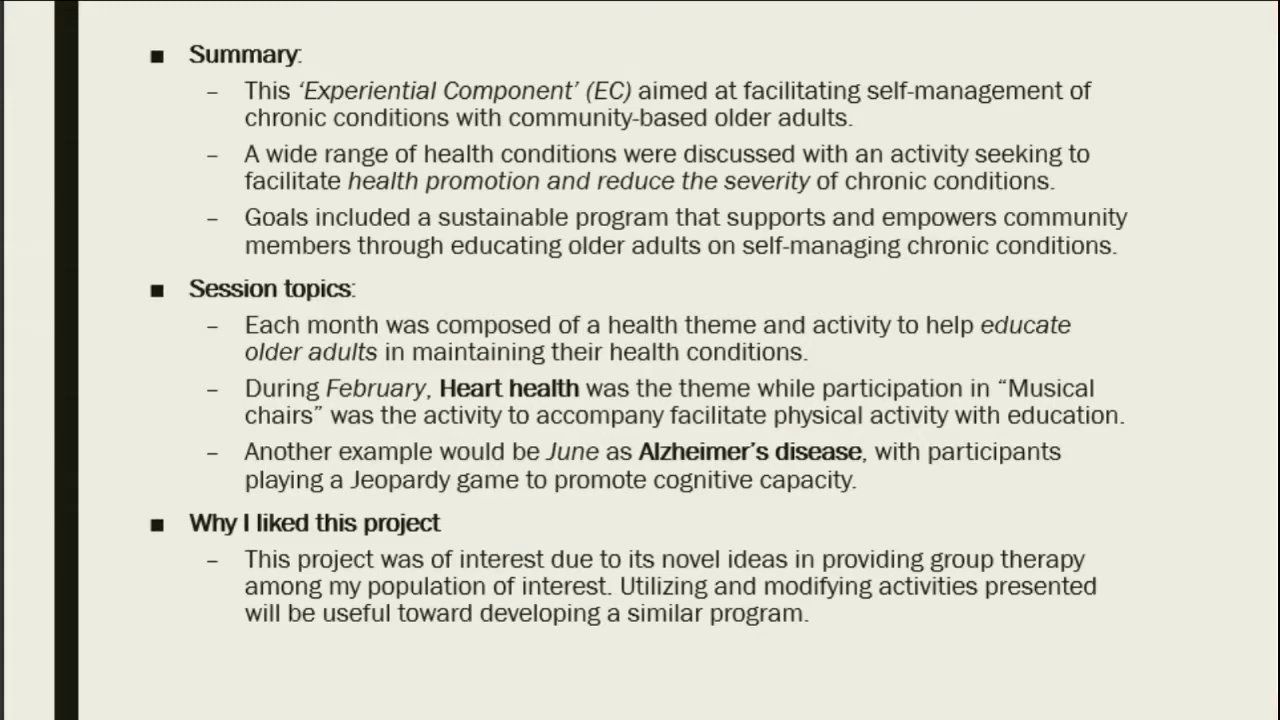 ■ Summary:
– This ‘Experiential Component’ (EC) aimed at facilitating self-management of
chronic conditions with community-based older adults.
– A wide range of health conditions were discussed with an activity seeking to
facilitate health promotion and reduce the severity of chronic conditions.
– Goals included a sustainable program that supports and empowers community
members through educating older adults on self-managing chronic conditions.
■ Session topics:
– Each month was composed of a health theme and activity to help educate
older adults in maintaining their health conditions.
– During February, Heart health was the theme while participation in “Musical
chairs” was the activity to accompany facilitate physical activity with education.
– Another example would be June as Alzheimer’s disease, with participants
playing a Jeopardy game to promote cognitive capacity.
■ Why I liked this project
– This project was of interest due to its novel ideas in providing group therapy
among my population of interest. Utilizing and modifying activities presented
will be useful toward developing a similar program.